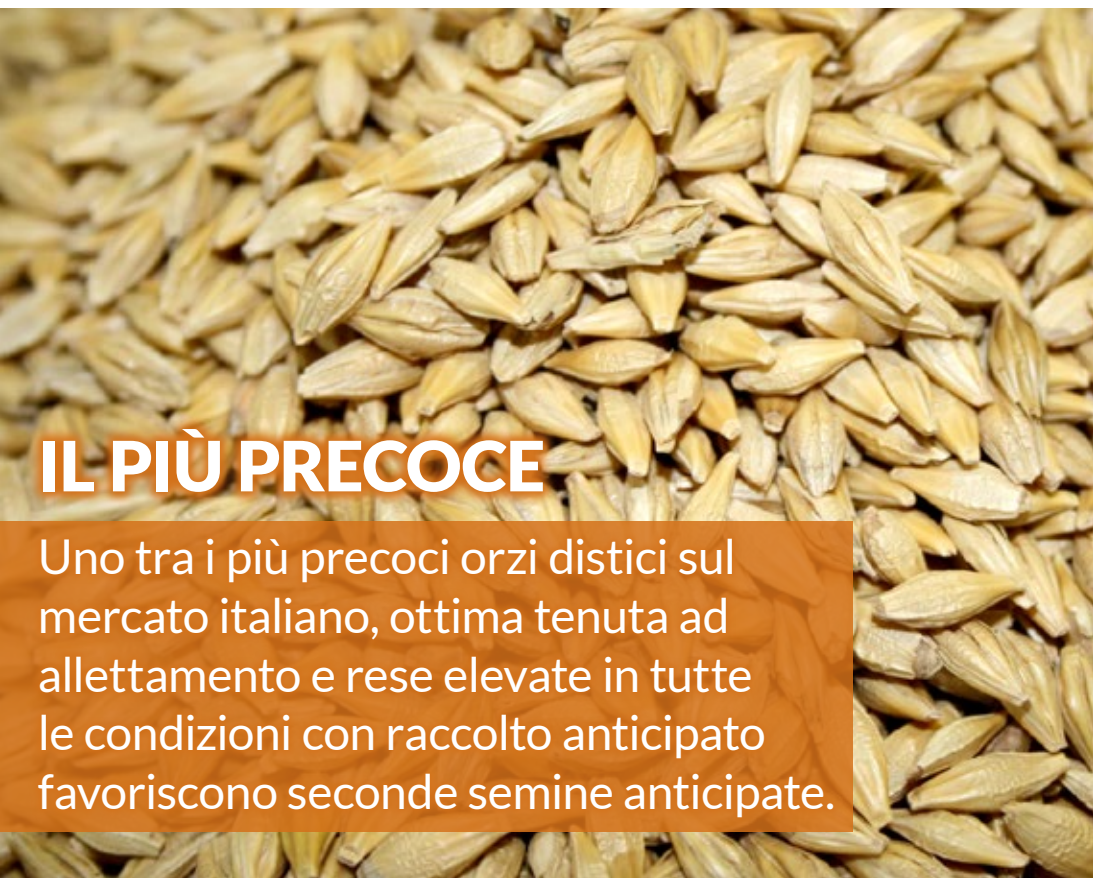 IL PIÙ PRECOCE
Uno tra i più precoci orzi distici sul
mercato italiano, ottima tenuta ad
allettamento e rese elevate in tutte
le condizioni con raccolto anticipato
favoriscono seconde semine anticipate.